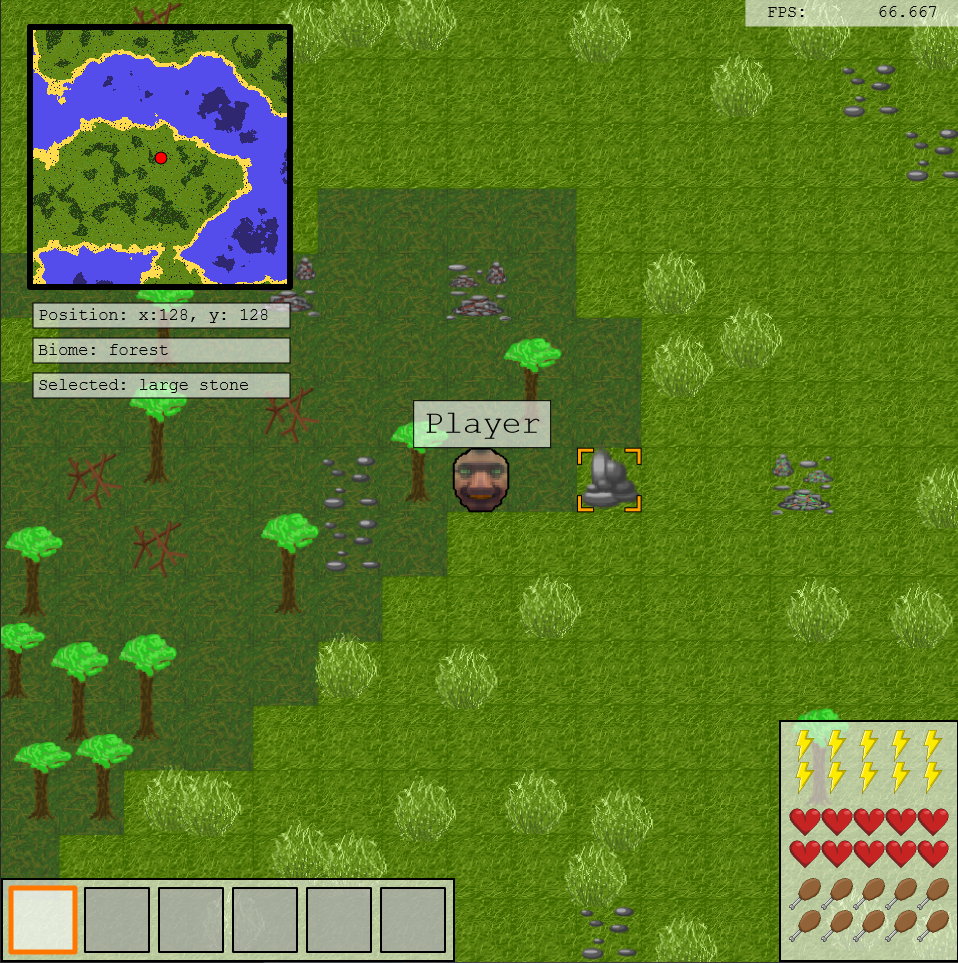 FPS: 66.667
Position: x:128, y: 128
Biome: forest
Selected: large stone
Player